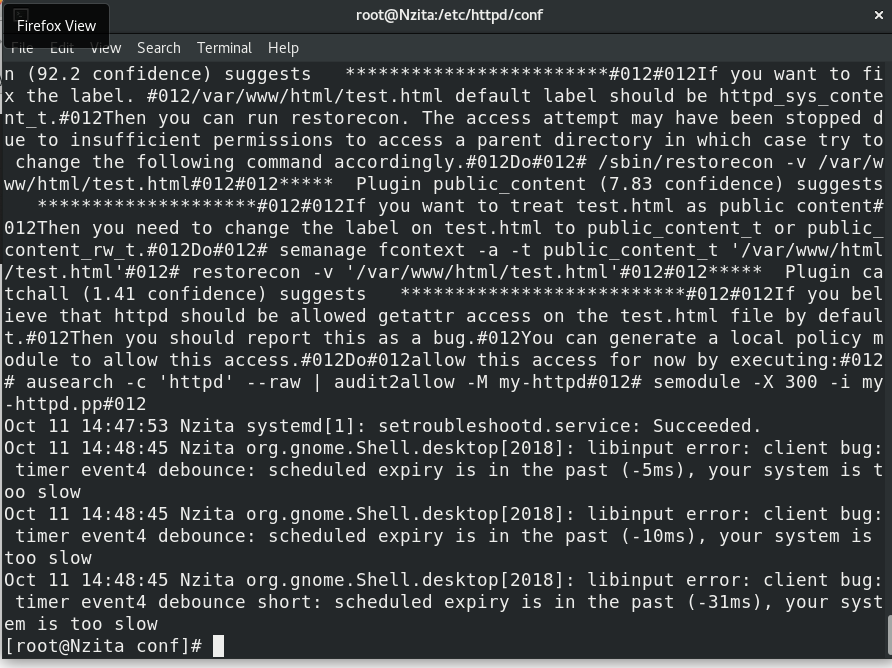 root@Nzita:/etc/httpd/conf
×
Firefox View
File Edit View Search Terminal Help
n (92.2 confidence) suggests   ************************#012#012If you want to fi
x the label. #012/var/www/html/test.html default label should be httpd_sys_conte
nt_t.#012Then you can run restorecon. The access attempt may have been stopped d
ue to insufficient permissions to access a parent directory in which case try to
 change the following command accordingly.#012Do#012# /sbin/restorecon -v /var/w
ww/html/test.html#012#012*****  Plugin public_content (7.83 confidence) suggests
   ********************#012#012If you want to treat test.html as public content#
012Then you need to change the label on test.html to public_content_t or public_
content_rw_t.#012Do#012# semanage fcontext -a -t public_content_t '/var/www/html
/test.html'#012# restorecon -v '/var/www/html/test.html'#012#012*****  Plugin ca
tchall (1.41 confidence) suggests   **************************#012#012If you bel
ieve that httpd should be allowed getattr access on the test.html file by defaul
t.#012Then you should report this as a bug.#012You can generate a local policy m
odule to allow this access.#012Do#012allow this access for now by executing:#012
# ausearch -c 'httpd' --raw | audit2allow -M my-httpd#012# semodule -X 300 -i my
-httpd.pp#012
Oct 11 14:47:53 Nzita systemd[1]: setroubleshootd.service: Succeeded.
Oct 11 14:48:45 Nzita org.gnome.Shell.desktop[2018]: libinput error: client bug:
 timer event4 debounce: scheduled expiry is in the past (-5ms), your system is t
oo slow
Oct 11 14:48:45 Nzita org.gnome.Shell.desktop[2018]: libinput error: client bug:
 timer event4 debounce: scheduled expiry is in the past (-10ms), your system is
too slow
Oct 11 14:48:45 Nzita org.gnome.Shell.desktop[2018]: libinput error: client bug:
 timer event4 debounce short: scheduled expiry is in the past (-31ms), your syst
em is too slow
[root@Nzita conf]#